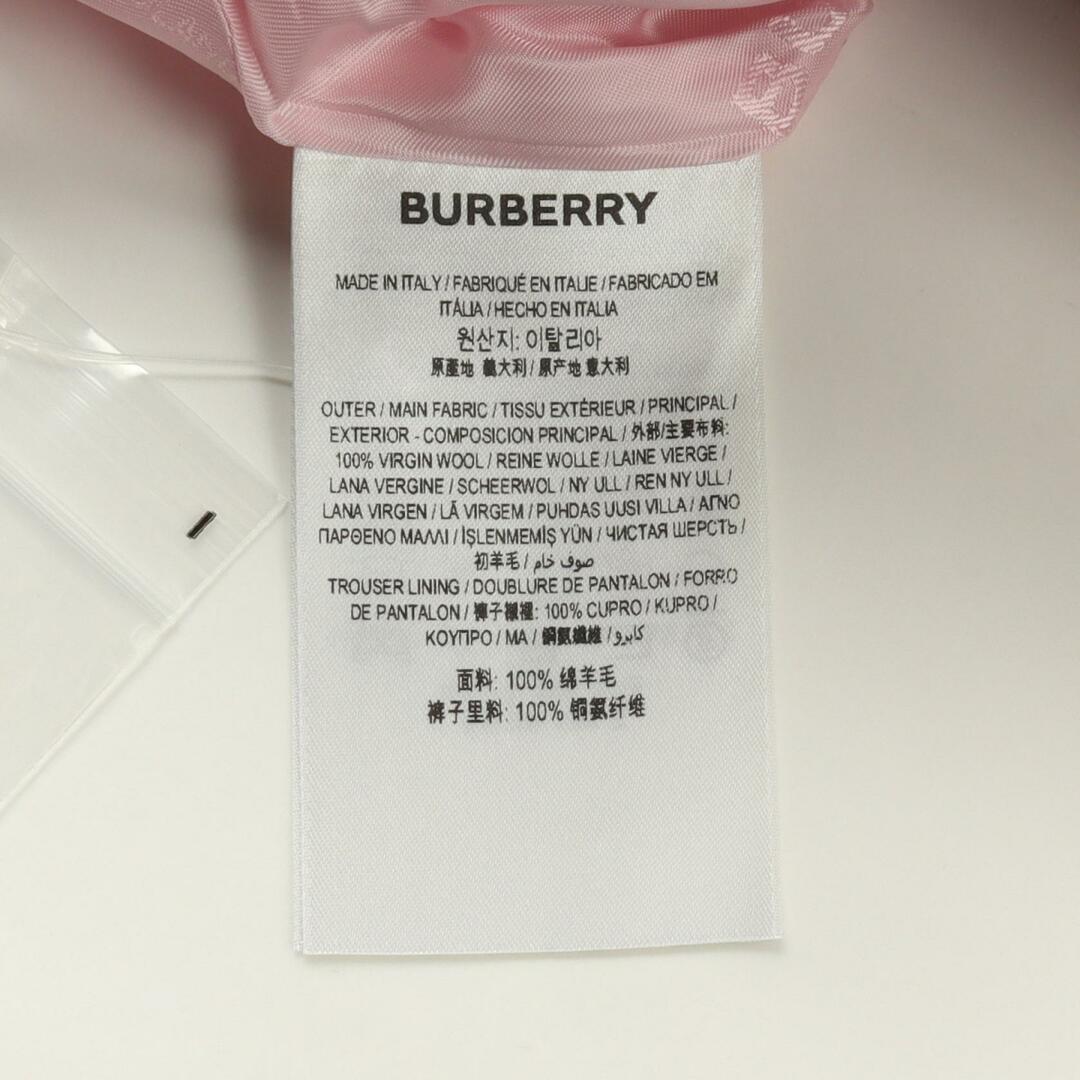 BURBERRY
MADE IN ITALY / FABRIQUÉ EN ITALIE / FABRICADO EM
ITÁLIA / HECHO EN ITALIA
원산지: 이탈리아
原產地 義大利 / 原产地 意大利
OUTER / MAIN FABRIC / TISSU EXTÉRIEUR / PRINCIPAL /
EXTERIOR - COMPOSICION PRINCIPAL / 外部/主要布料:
100% VIRGIN WOOL / REINE WOLLE / LAINE VIERGE /
LANA VERGINE / SCHEERWOL / NY ULL / REN NY ULL /
LANA VIRGEN / LÃ VIRGEM / PUHDAS UUSI VILLA / ΑΓΝΟ
ΠΑΡΘΕΝΟ ΜΑΛΛΙ / İŞLENMEMİŞ YÜN / ЧИСТАЯ ШЕРСТЬ /
初羊毛 / صوف خام
TROUSER LINING / DOUBLURE DE PANTALON / FORRO
DE PANTALON / 褲子襯裡: 100% CUPRO / KUPRO /
ΚΟΥΠΡΟ / МА / 銅氨纖維 / كابرو
面料: 100% 绵羊毛
裤子里料: 100% 铜氨纤维